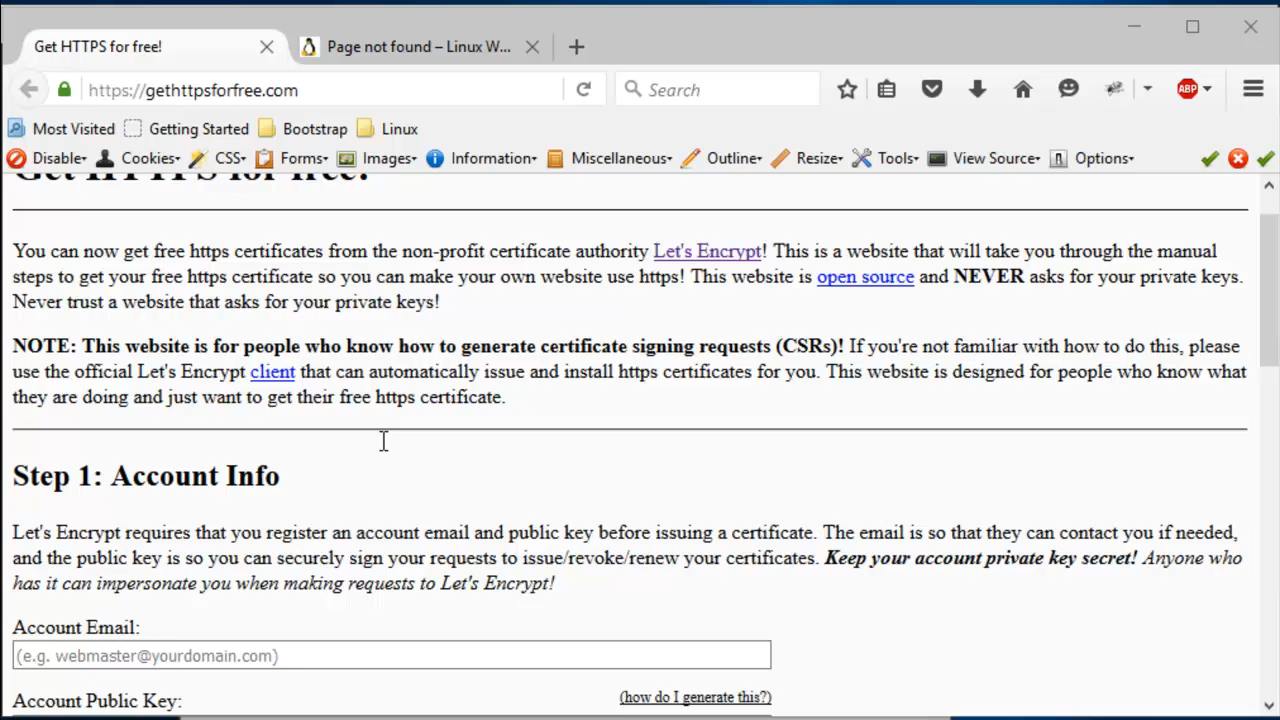 Get HTTPS for free!
Page not found – Linux W...
https://gethttpsforfree.com
Search
ABP
Most Visited Getting Started Bootstrap Linux
Disable Cookies CSS Forms Images Information Miscellaneous Outline Resize Tools View Source Options
Get HTTPS for free!
You can now get free https certificates from the non-profit certificate authority Let's Encrypt! This is a website that will take you through the manual
steps to get your free https certificate so you can make your own website use https! This website is open source and NEVER asks for your private keys.
Never trust a website that asks for your private keys!
NOTE: This website is for people who know how to generate certificate signing requests (CSRs)! If you're not familiar with how to do this, please
use the official Let's Encrypt client that can automatically issue and install https certificates for you. This website is designed for people who know what
they are doing and just want to get their free https certificate.
Step 1: Account Info
Let's Encrypt requires that you register an account email and public key before issuing a certificate. The email is so that they can contact you if needed,
and the public key is so you can securely sign your requests to issue/revoke/renew your certificates. Keep your account private key secret! Anyone who
has it can impersonate you when making requests to Let's Encrypt!
Account Email:
(e.g. webmaster@yourdomain.com)
Account Public Key: (how do I generate this?)